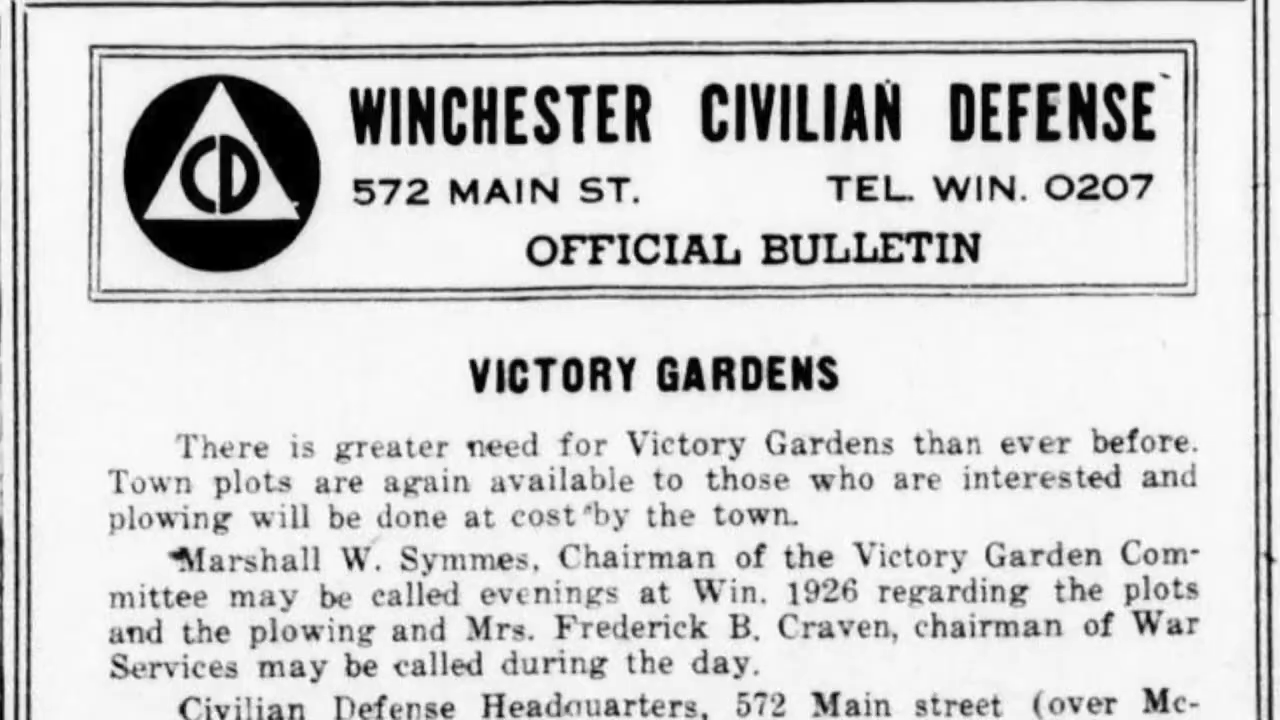 CD
WINCHESTER CIVILIAN DEFENSE
572 MAIN ST. TEL. WIN. 0207
OFFICIAL BULLETIN
VICTORY GARDENS
There is greater need for Victory Gardens than ever before.
Town plots are again available to those who are interested and
plowing will be done at cost by the town.
Marshall W. Symmes, Chairman of the Victory Garden Com-
mittee may be called evenings at Win. 1926 regarding the plots
and the plowing and Mrs. Frederick B. Craven, chairman of War
Services may be called during the day.
Civilian Defense Headquarters, 572 Main street (over Mc-